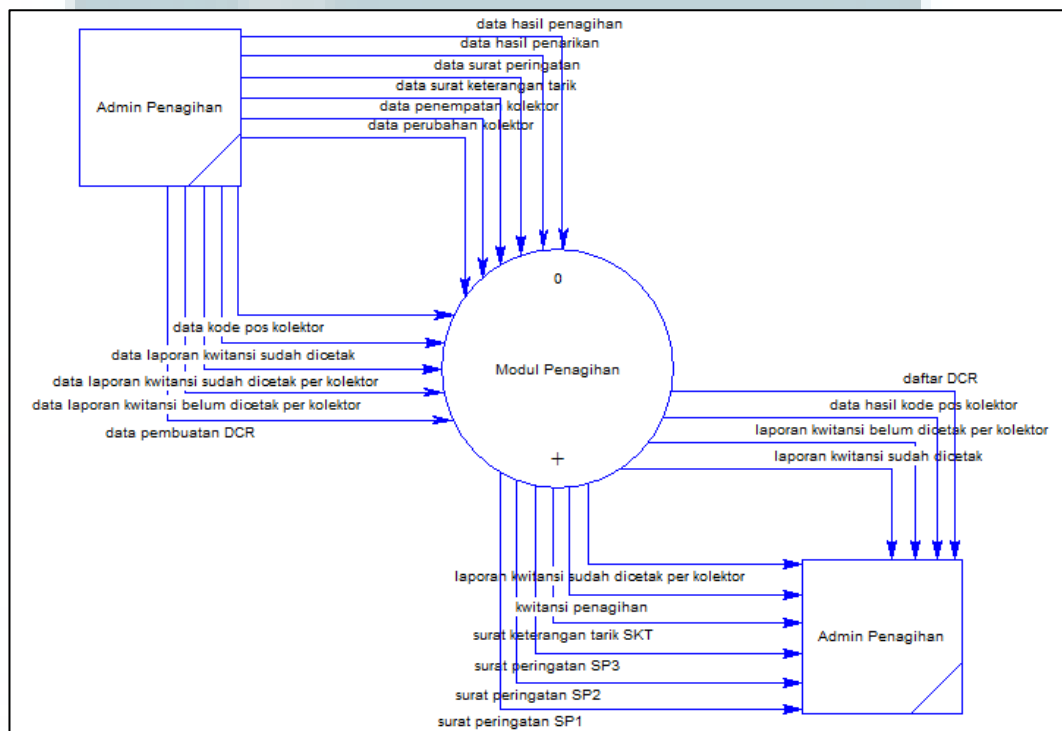 data hasil penagihan
data hasil penarikan
data surat peringatan
data surat keterangan tarik
data penempatan kolektor
data perubahan kolektor
Admin Penagihan
0
Modul Penagihan
+
data kode pos kolektor
data laporan kwitansi sudah dicetak
data laporan kwitansi sudah dicetak per kolektor
data laporan kwitansi belum dicetak per kolektor
data pembuatan DCR
daftar DCR
data hasil kode pos kolektor
laporan kwitansi belum dicetak per kolektor
laporan kwitansi sudah dicetak
laporan kwitansi sudah dicetak per kolektor
kwitansi penagihan
surat keterangan tarik SKT
surat peringatan SP3
surat peringatan SP2
surat peringatan SP1
Admin Penagihan